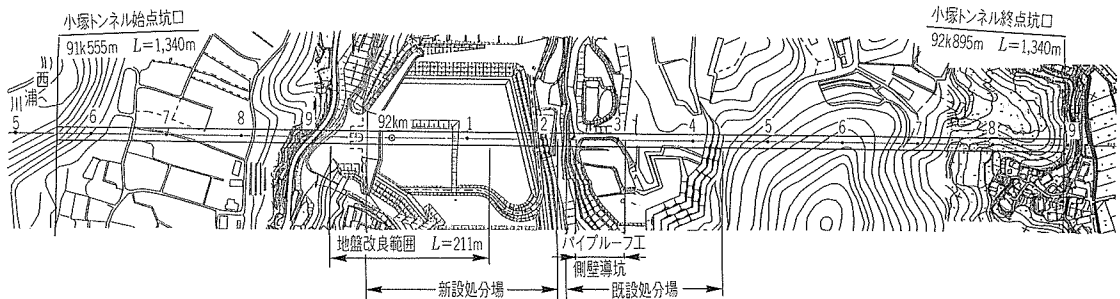 小塚トンネル始点坑口
91k555m L=1,340m
小塚トンネル終点坑口
92k895m L=1,340m
西浦へ
川
5 6 7 8 9 92km 1 2 3 4 5 6 7 8 9
地盤改良範囲 L=211m
パイプルーフ工
側壁導坑
新設処分場
既設処分場